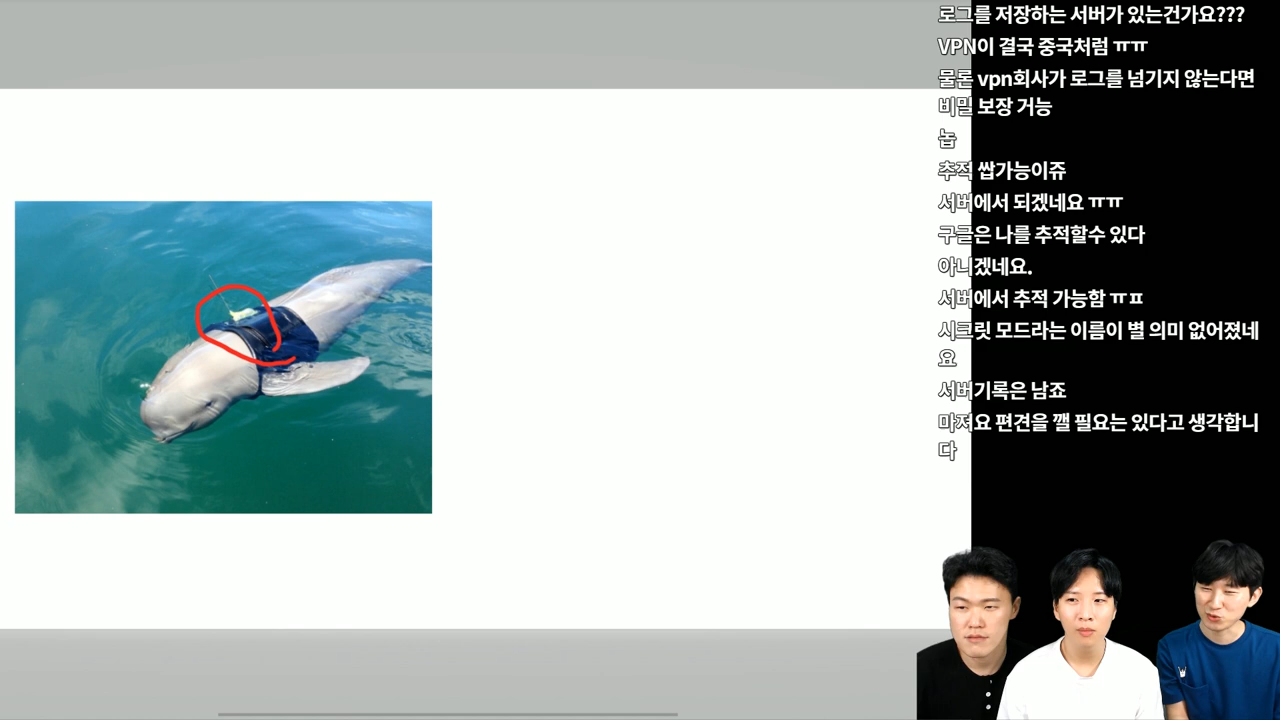 로그를 저장하는 서버가 있는건가요???
VPN이 결국 중국처럼 ㅠㅠ
물론 vpn회사가 로그를 넘기지 않는다면
비밀 보장 거능
놉
추적 쌉가능이쥬
서버에서 되겠네요 ㅠㅠ
구글은 나를 추적할수 있다
아니겠네요.
서버에서 추적 가능함 ㅠㅍ
시크릿 모드라는 이름이 별 의미 없어졌네
요
서버기록은 남죠
마져요 편견을 깰 필요는 있다고 생각합니
다